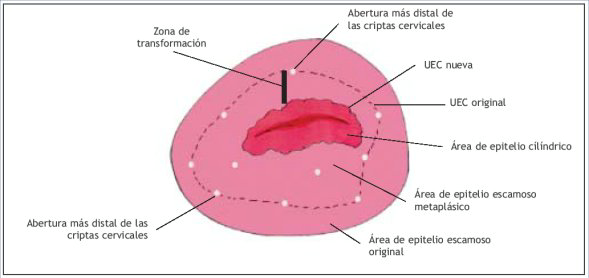 Abertura más distal de
las criptas cervicales
Zona de
transformación
UEC nueva
UEC original
Área de epitelio cilíndrico
Área de epitelio escamoso
metaplásico
Abertura más distal de las
criptas cervicales
Área de epitelio escamoso
original